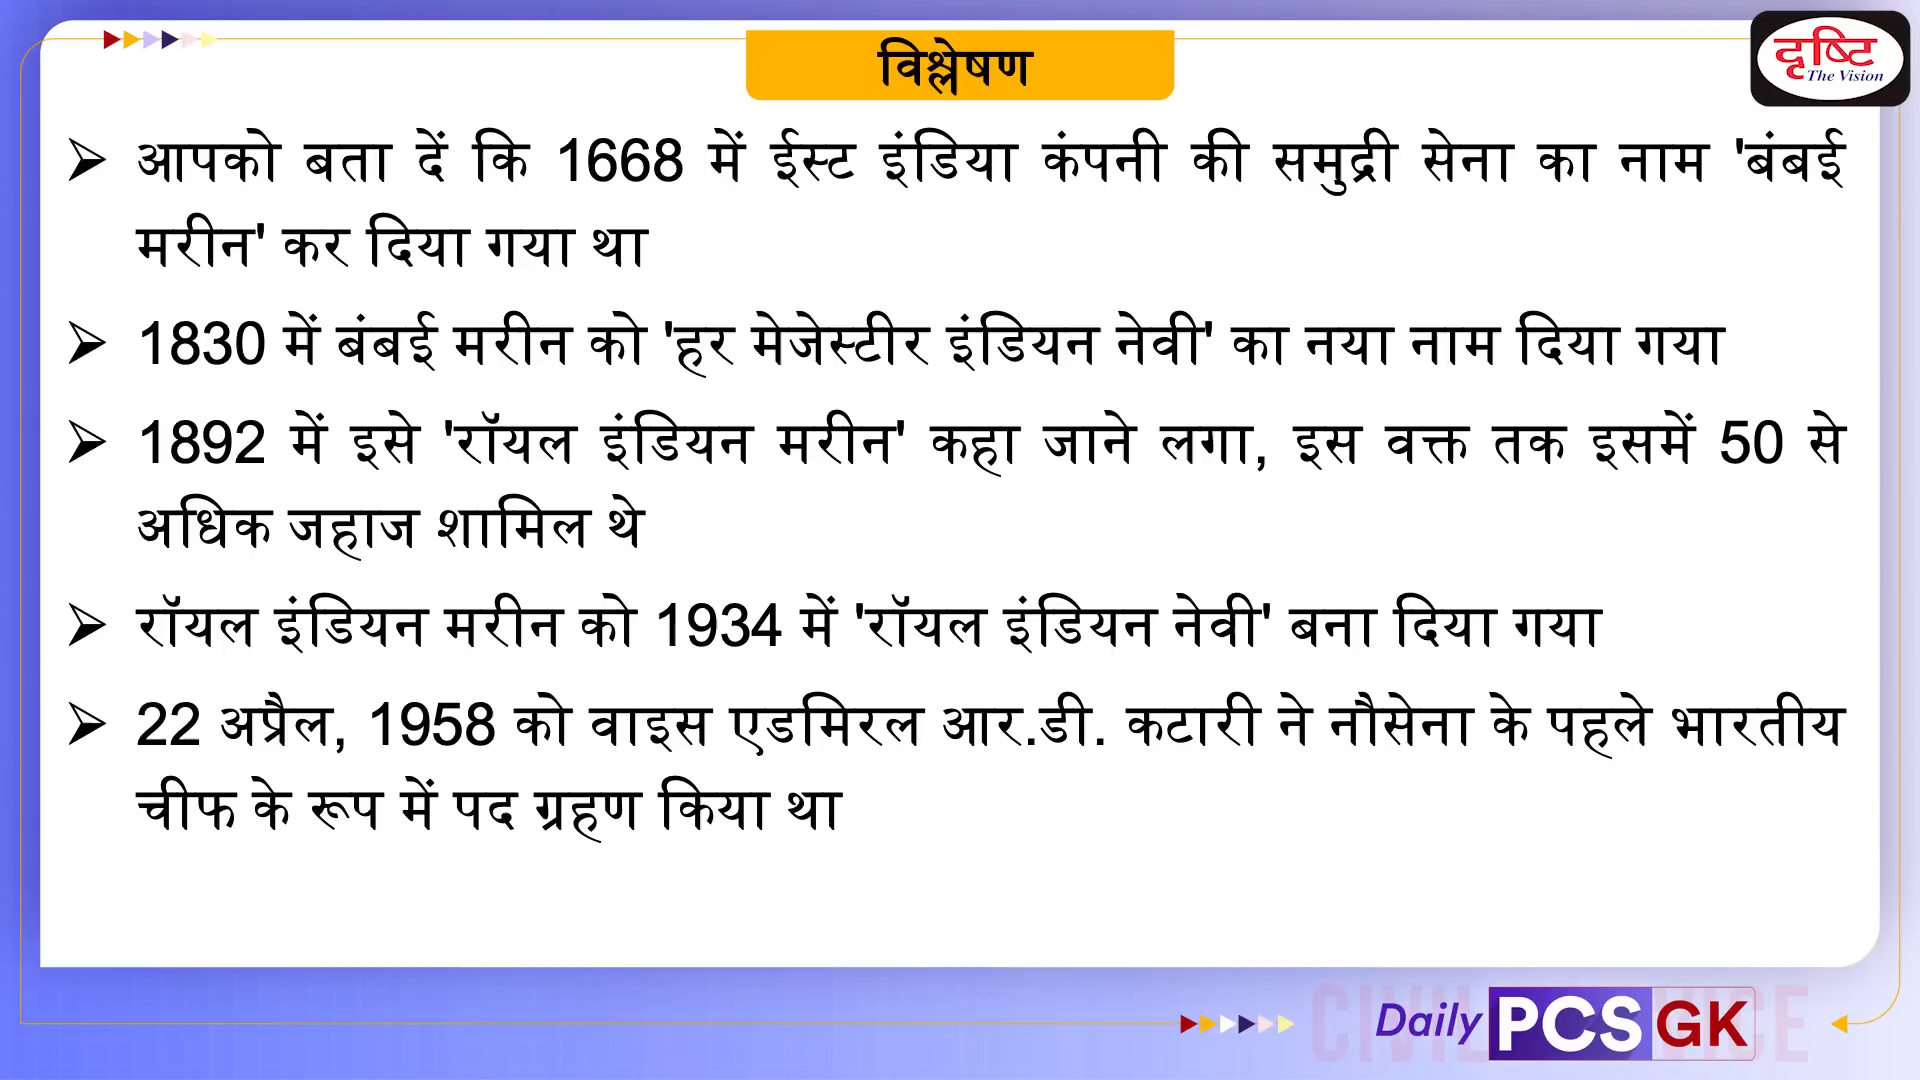 विश्लेषण
दृष्टि
The Vision
➢ आपको बता दें कि 1668 में ईस्ट इंडिया कंपनी की समुद्री सेना का नाम 'बंबई
मरीन' कर दिया गया था
➢ 1830 में बंबई मरीन को 'हर मेजेस्टीर इंडियन नेवी' का नया नाम दिया गया
➢ 1892 में इसे 'रॉयल इंडियन मरीन' कहा जाने लगा, इस वक्त तक इसमें 50 से
अधिक जहाज शामिल थे
➢ रॉयल इंडियन मरीन को 1934 में 'रॉयल इंडियन नेवी' बना दिया गया
➢ 22 अप्रैल, 1958 को वाइस एडमिरल आर.डी. कटारी ने नौसेना के पहले भारतीय
चीफ के रूप में पद ग्रहण किया था
Daily PCS GK